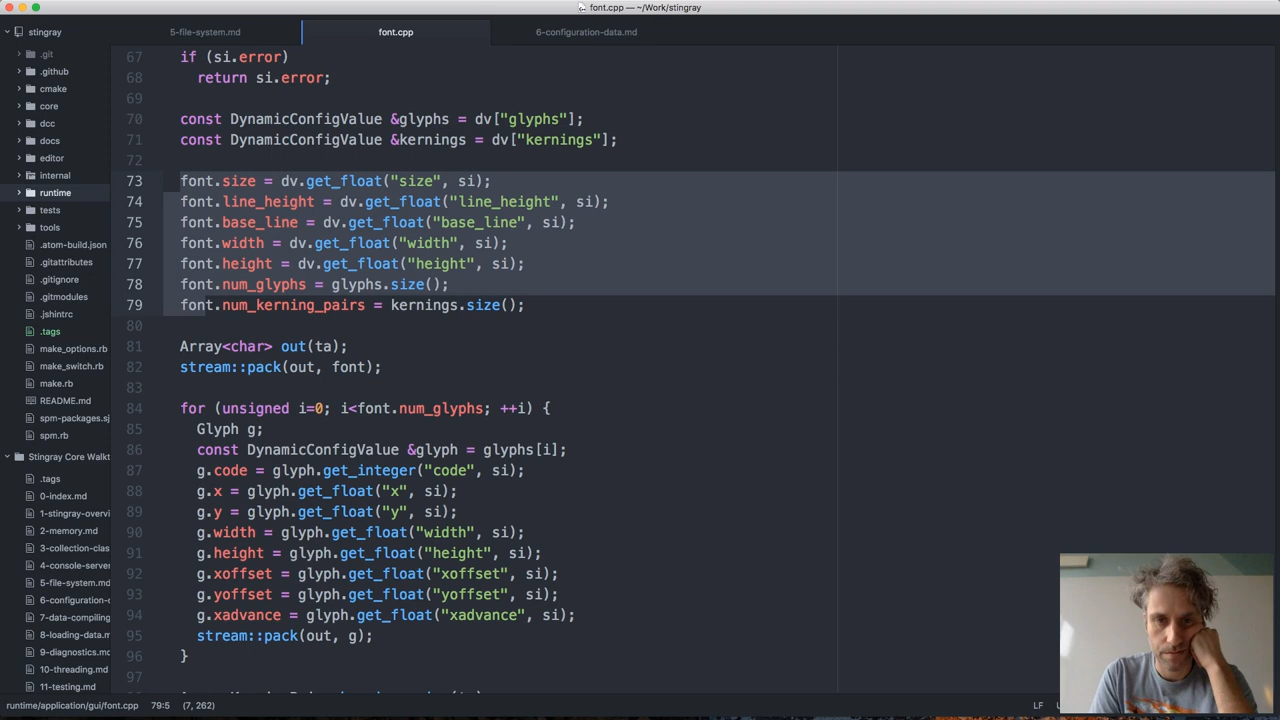 font.cpp — ~/Work/stingray
stingray
5-file-system.md
font.cpp
6-configuration-data.md
.git
.github
cmake
core
dcc
docs
editor
internal
runtime
tests
tools
.atom-build.json
.gitattributes
.gitignore
.gitmodules
.jshintrc
.tags
make_options.rb
make_switch.rb
make.rb
README.md
spm-packages.sj
spm.rb
Stingray Core Walkt
.tags
0-index.md
1-stingray-overvi
2-memory.md
3-collection-clas
4-console-server
5-file-system.md
6-configuration-d
7-data-compiling
8-loading-data.m
9-diagnostics.md
10-threading.md
11-testing.md
67 if (si.error)
68 return si.error;
69
70 const DynamicConfigValue &glyphs = dv["glyphs"];
71 const DynamicConfigValue &kernings = dv["kernings"];
72
73 font.size = dv.get_float("size", si);
74 font.line_height = dv.get_float("line_height", si);
75 font.base_line = dv.get_float("base_line", si);
76 font.width = dv.get_float("width", si);
77 font.height = dv.get_float("height", si);
78 font.num_glyphs = glyphs.size();
79 font.num_kerning_pairs = kernings.size();
80
81 Array<char> out(ta);
82 stream::pack(out, font);
83
84 for (unsigned i=0; i<font.num_glyphs; ++i) {
85 Glyph g;
86 const DynamicConfigValue &glyph = glyphs[i];
87 g.code = glyph.get_integer("code", si);
88 g.x = glyph.get_float("x", si);
89 g.y = glyph.get_float("y", si);
90 g.width = glyph.get_float("width", si);
91 g.height = glyph.get_float("height", si);
92 g.xoffset = glyph.get_float("xoffset", si);
93 g.yoffset = glyph.get_float("yoffset", si);
94 g.xadvance = glyph.get_float("xadvance", si);
95 stream::pack(out, g);
96 }
97
runtime/application/gui/font.cpp 79:5 (7, 262)
LF